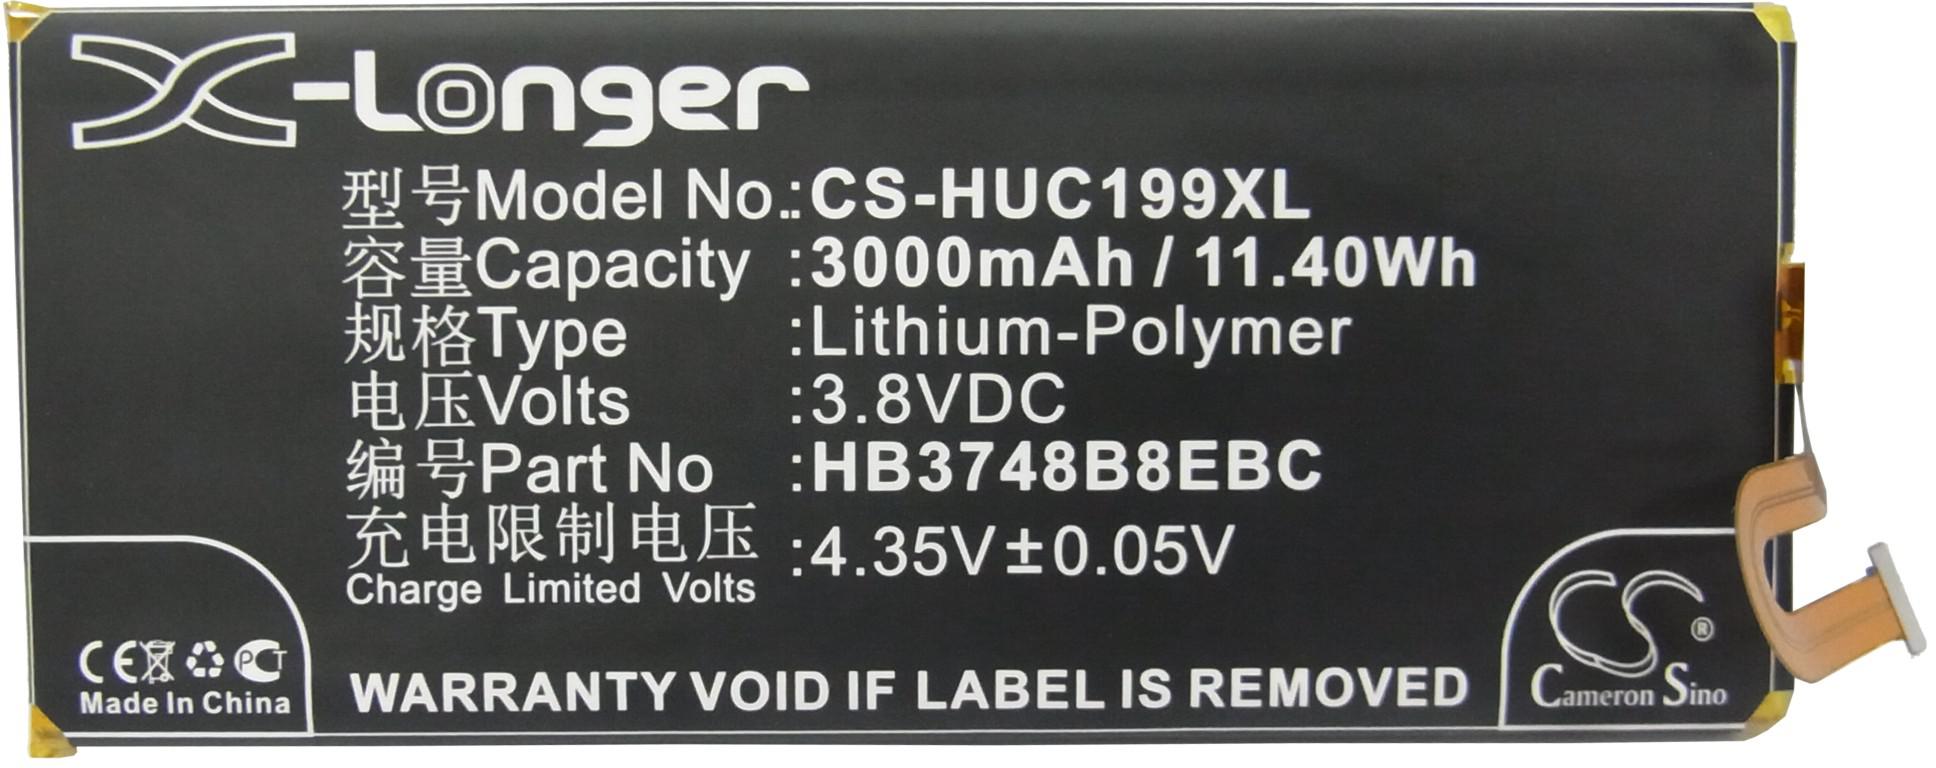 X-Longer
型号Model No.:CS-HUC199XL
容量Capacity :3000mAh / 11.40Wh
规格Type :Lithium-Polymer
电压Volts :3.8VDC
编号Part No :HB3748B8EBC
充电限制电压 :4.35V±0.05V
Charge Limited Volts
CE PCT
Made In China
WARRANTY VOID IF LABEL IS REMOVED
CS ®
Cameron Sino